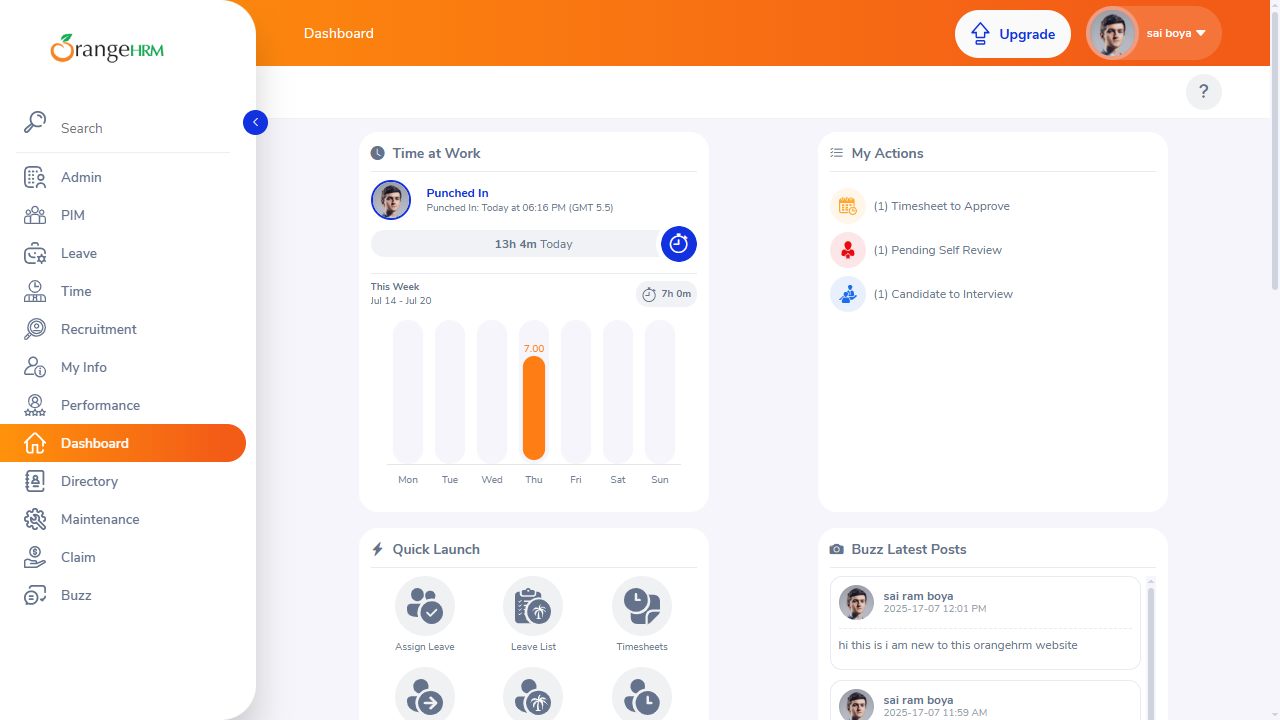 OrangeHRM
Search
Admin
PIM
Leave
Time
Recruitment
My Info
Performance
Dashboard
Directory
Maintenance
Claim
Buzz
Dashboard
Upgrade
sai boya
?
Time at Work
Punched In
Punched In: Today at 06:16 PM (GMT 5.5)
13h 4m Today
This Week
Jul 14 - Jul 20
7h 0m
7.00
Mon Tue Wed Thu Fri Sat Sun
My Actions
(1) Timesheet to Approve
(1) Pending Self Review
(1) Candidate to Interview
Quick Launch
Assign Leave
Leave List
Timesheets
Buzz Latest Posts
sai ram boya
2025-17-07 12:01 PM
hi this is i am new to this orangehrm website
sai ram boya
2025-17-07 11:59 AM